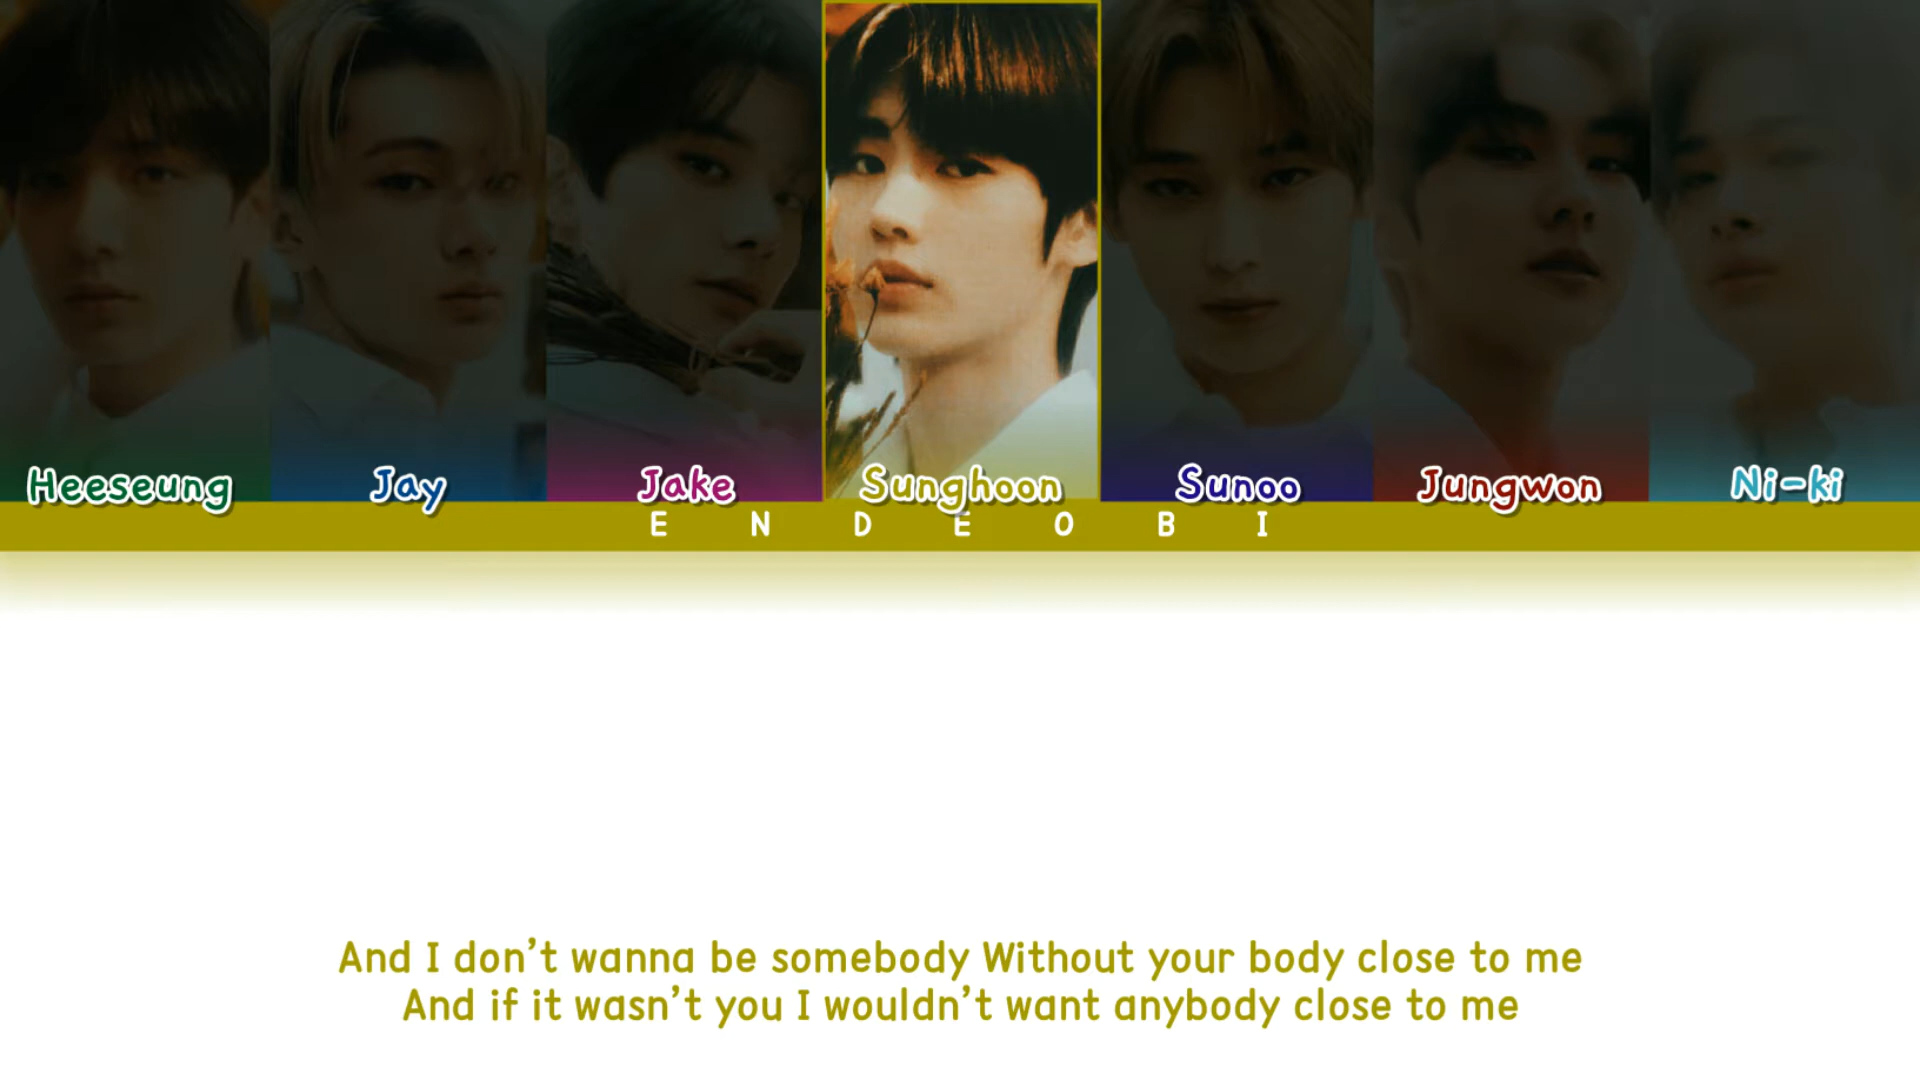 Heeseung Jay Jake Sunghoon Sunoo Jungwon Ni-ki
E N D E O B I
And I don't wanna be somebody Without your body close to me
And if it wasn't you I wouldn't want anybody close to me